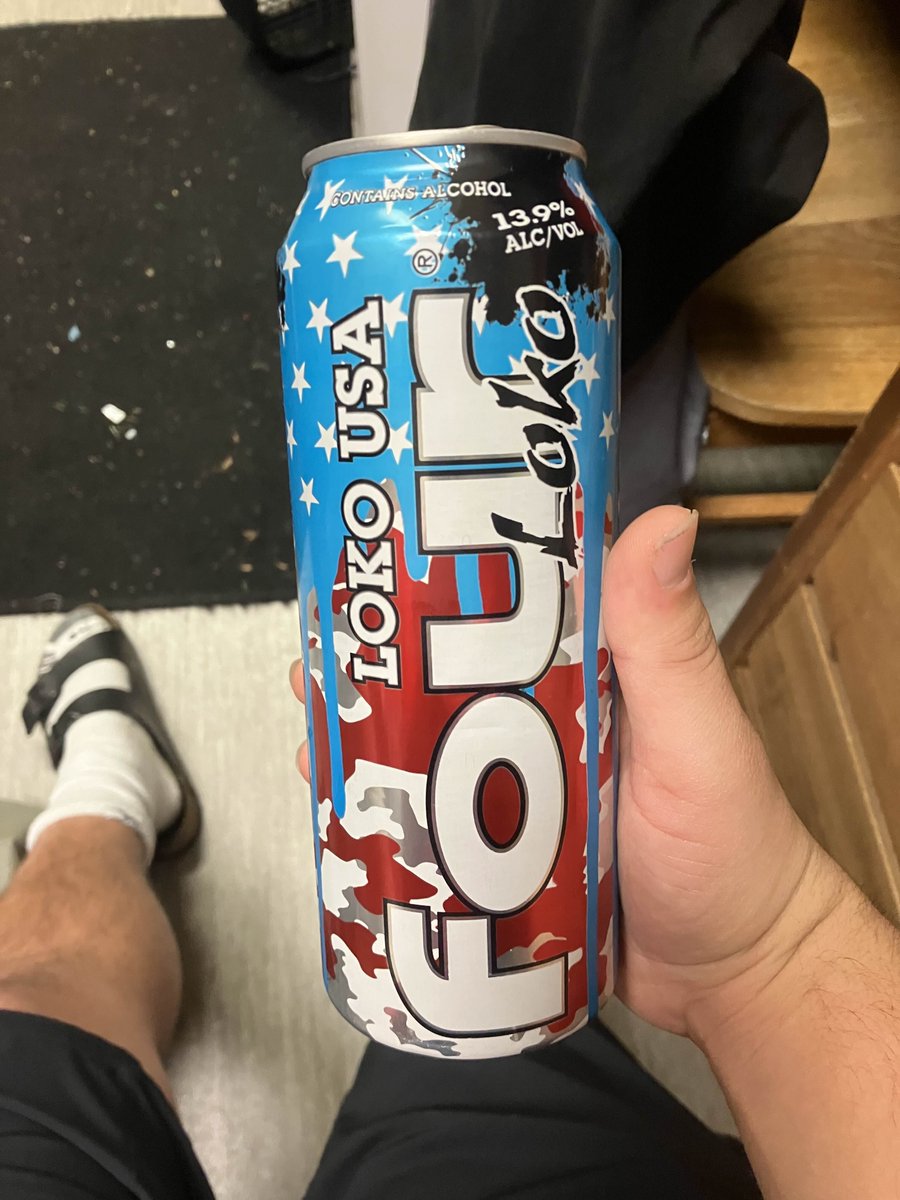 CONTAINS ALCOHOL
13.9%
ALC/VOL
LOKO USA
four
Loko
®